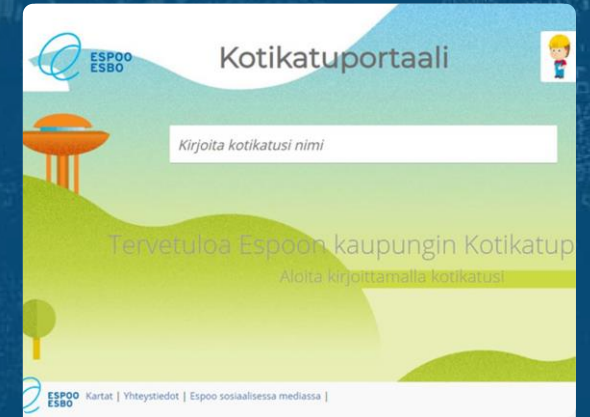 ESPOO
ESBO
Kotikatuportaali
Kirjoita kotikatusi nimi
Tervetuloa Espoon kaupungin Kotikatup
Aloita kirjoittamalla kotikatusi
ESPOO
ESBO
Kartat | Yhteystiedot | Espoo sosiaalisessa mediassa |